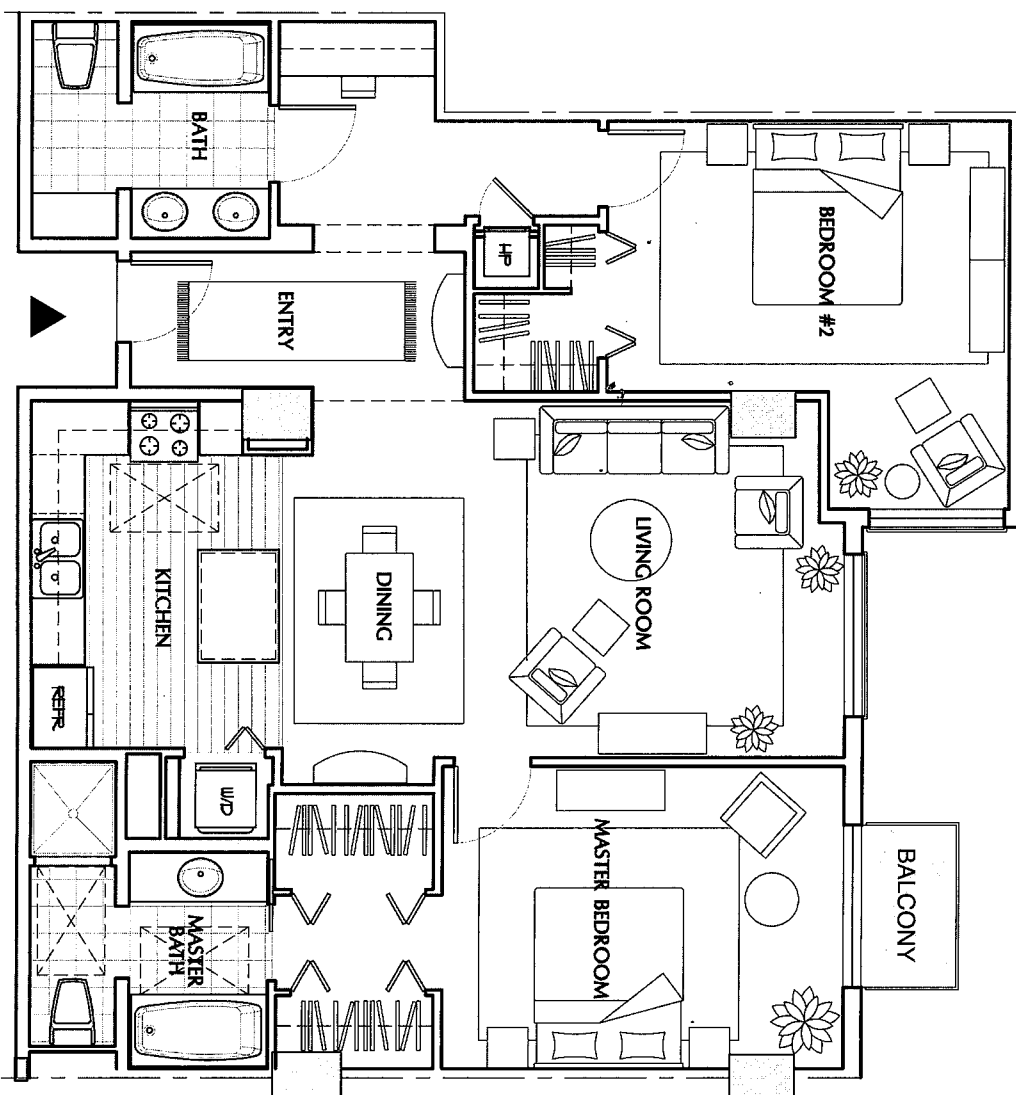 BATH
BEDROOM #2
HP
ENTRY
LIVING ROOM
DINING
KITCHEN
REFR
W/D
MASTER BEDROOM
BALCONY
MASTER
BATH